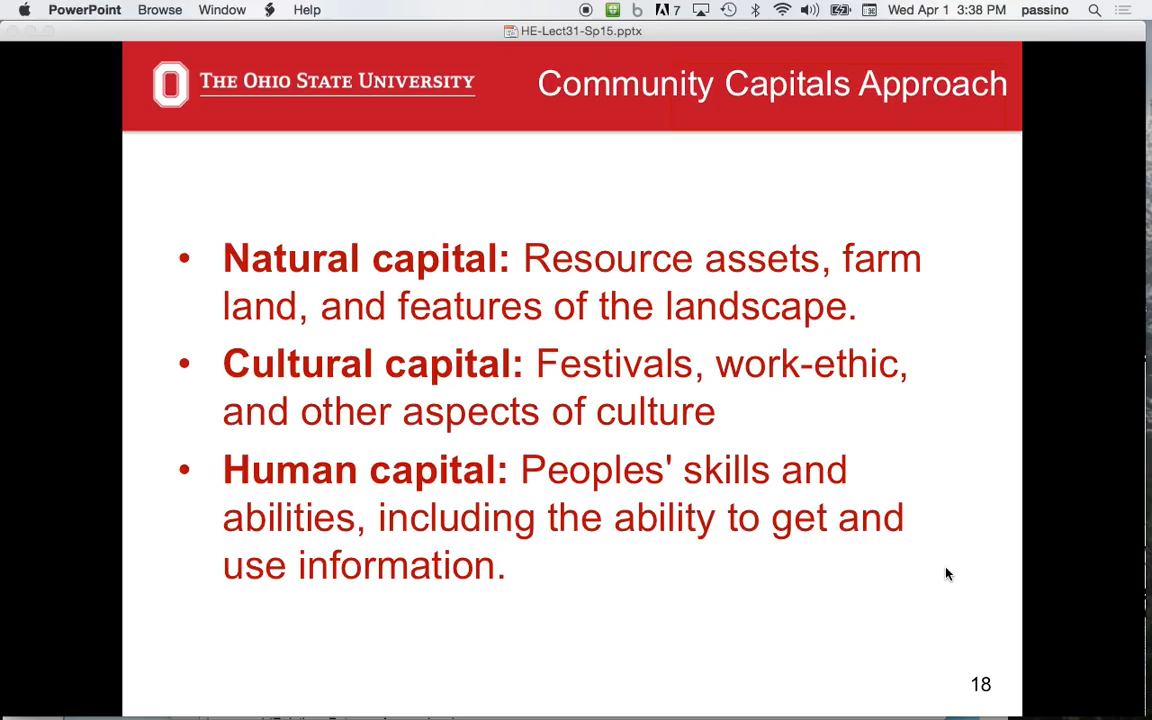 PowerPoint Browse Window Help 7 Wed Apr 1 3:38 PM passino
HE-Lect31-Sp15.pptx
THE OHIO STATE UNIVERSITY
Community Capitals Approach
• Natural capital: Resource assets, farm
land, and features of the landscape.
• Cultural capital: Festivals, work-ethic,
and other aspects of culture
• Human capital: Peoples' skills and
abilities, including the ability to get and
use information.
18